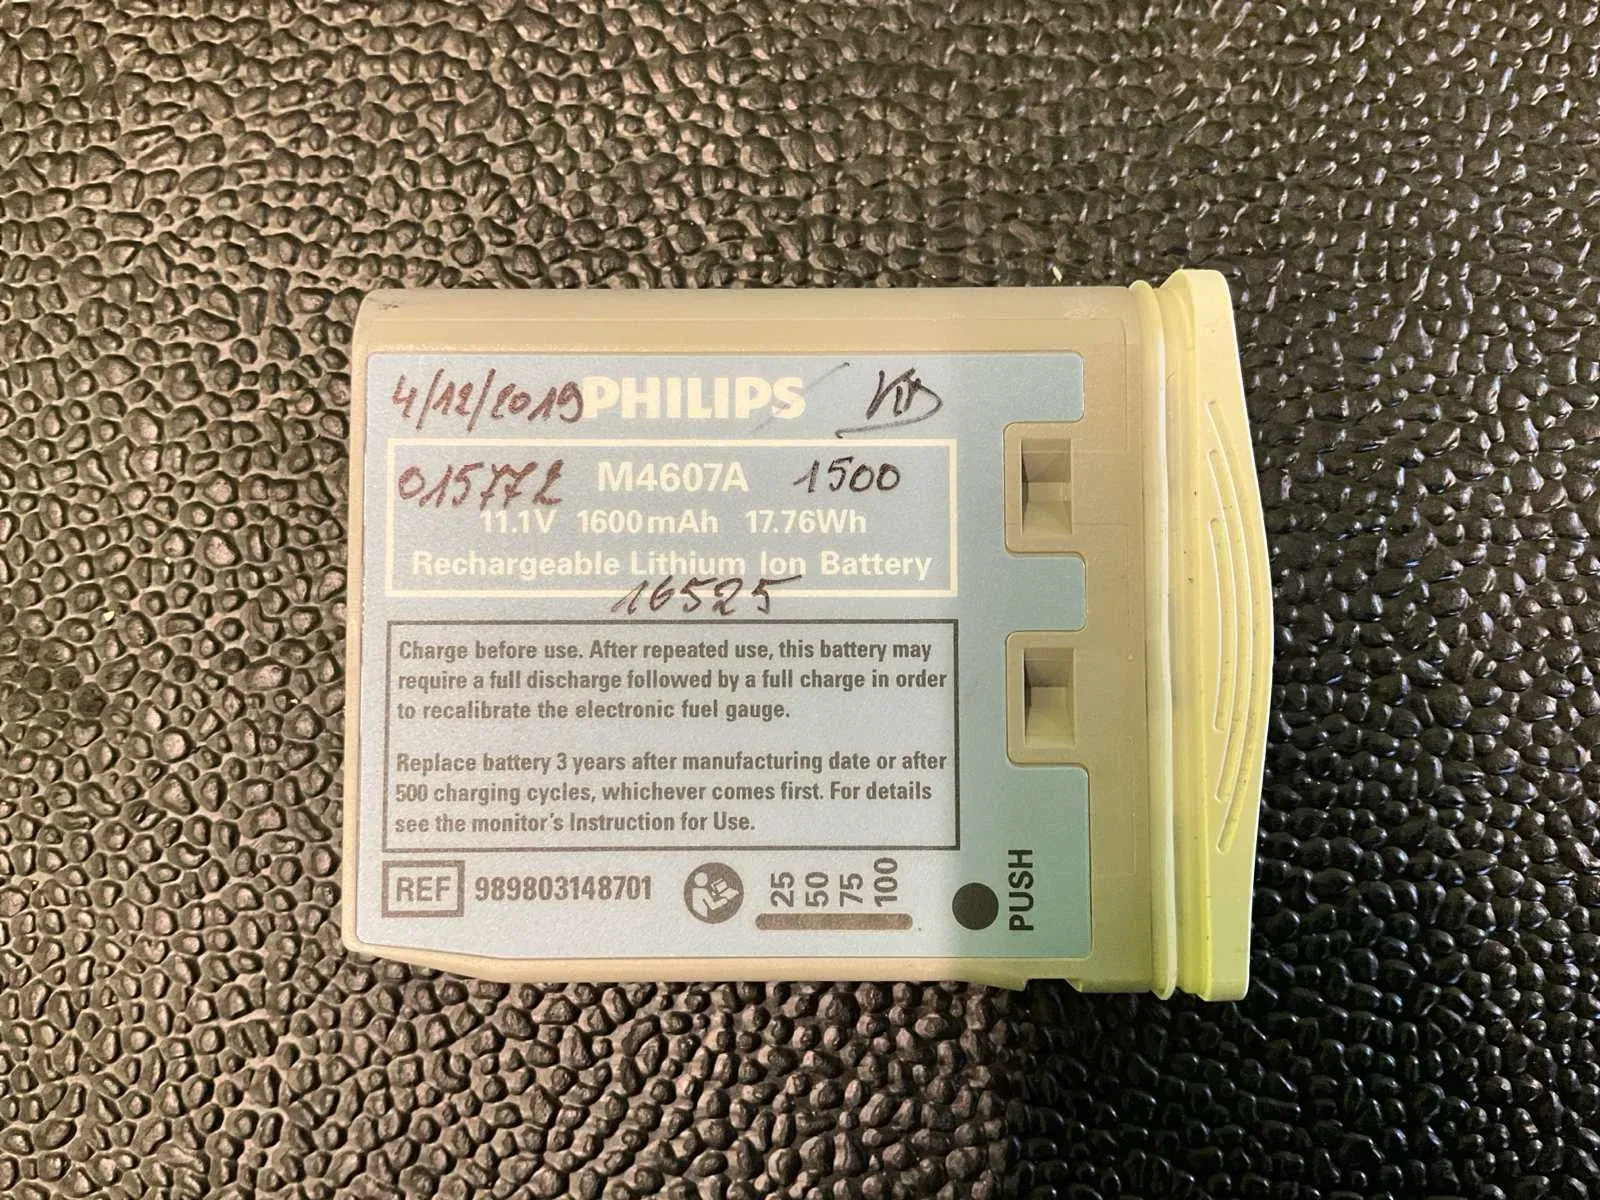 4/12/2019 PHILIPS
015772 M4607A 1500
11.1V 1600mAh 17.76Wh
Rechargeable Lithium Ion Battery
16525
Charge before use. After repeated use, this battery may
require a full discharge followed by a full charge in order
to recalibrate the electronic fuel gauge.
Replace battery 3 years after manufacturing date or after
500 charging cycles, whichever comes first. For details
see the monitor's Instruction for Use.
REF 989803148701
25
50
75
100
PUSH